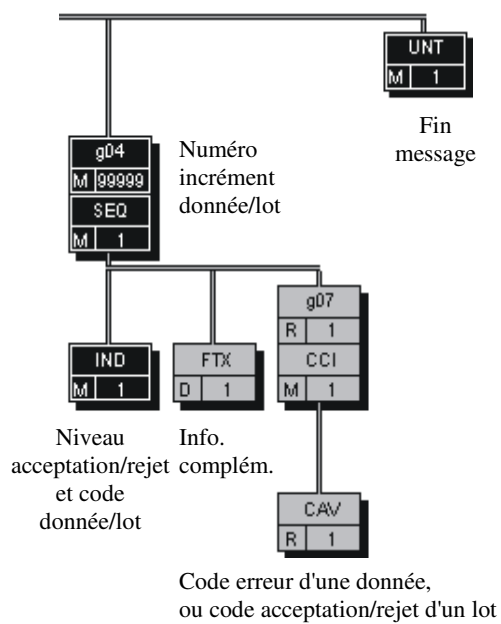 UNT
M 1
Fin
message
g04
M 99999
SEQ
M 1
Numéro
incrément
donnée/lot
IND
M 1
Niveau
acceptation/rejet
et code
donnée/lot
FTX
D 1
Info.
complém.
g07
R 1
CCI
M 1
CAV
R 1
Code erreur d'une donnée,
ou code acceptation/rejet d'un lot